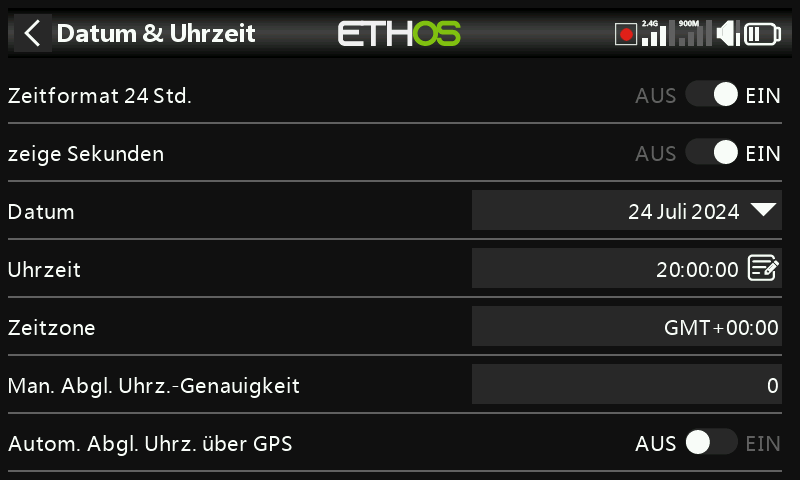 Datum & Uhrzeit ETHOS 2.4G 900M
Zeitformat 24 Std. AUS EIN
zeige Sekunden AUS EIN
Datum 24 Juli 2024
Uhrzeit 20:00:00
Zeitzone GMT+00:00
Man. Abgl. Uhrz.-Genauigkeit 0
Autom. Abgl. Uhrz. über GPS AUS EIN